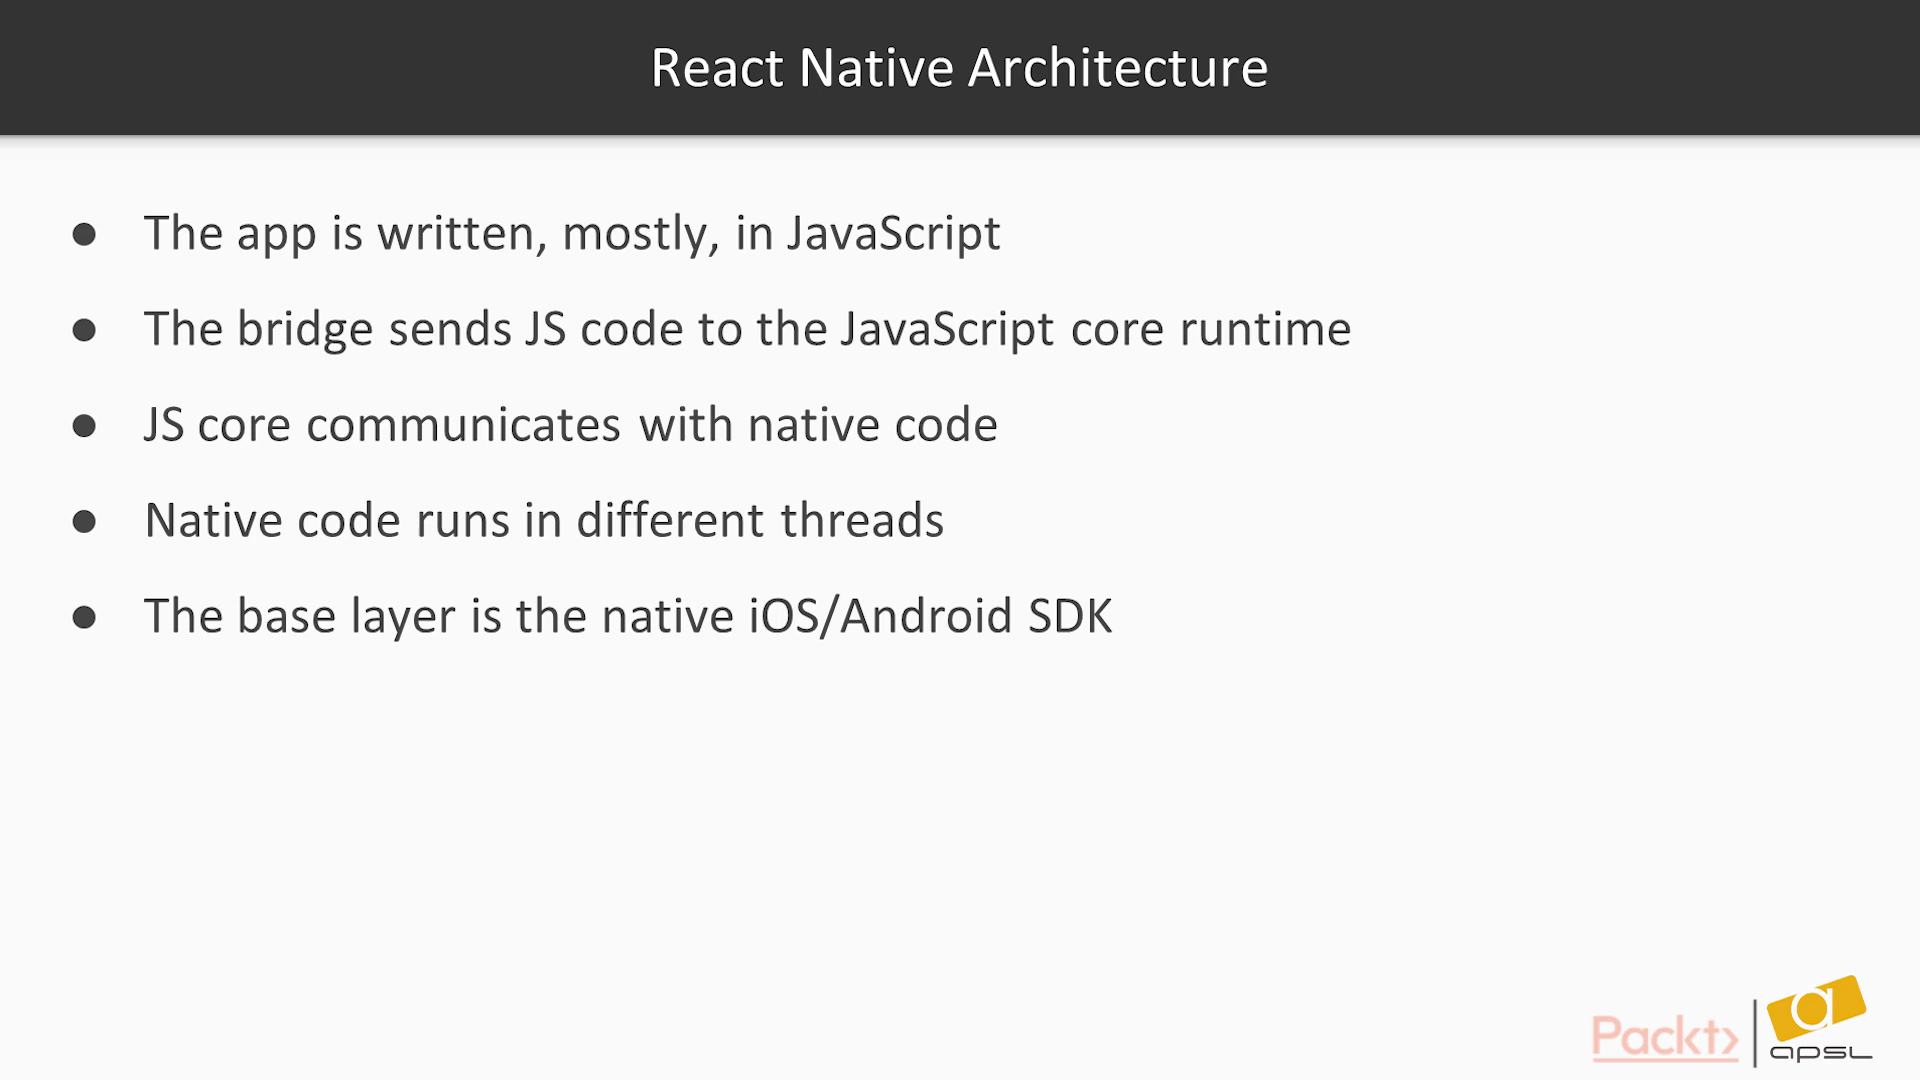 React Native Architecture
● The app is written, mostly, in JavaScript
● The bridge sends JS code to the JavaScript core runtime
● JS core communicates with native code
● Native code runs in different threads
● The base layer is the native iOS/Android SDK
Packt>
apsl